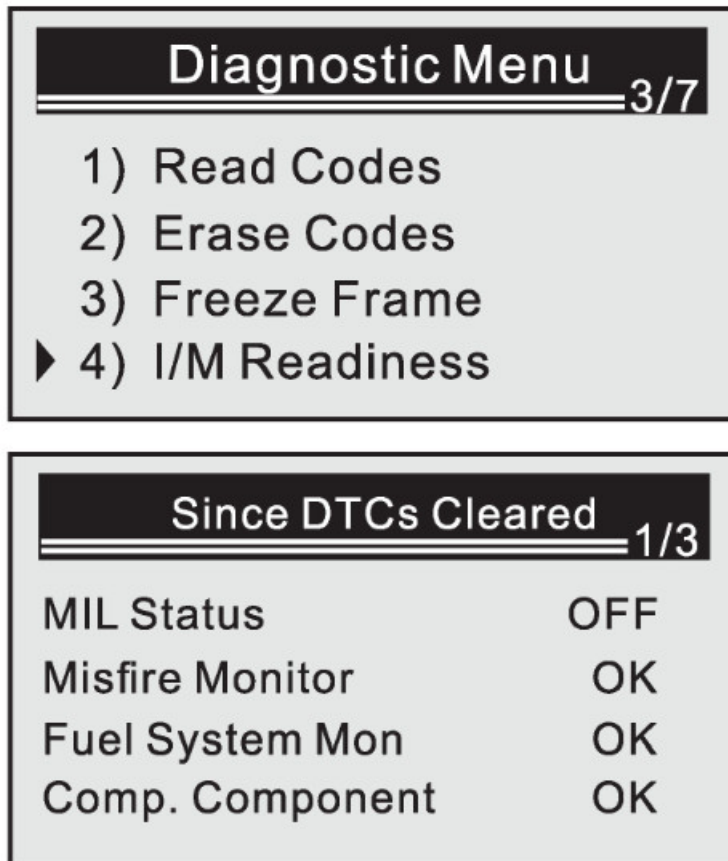 Diagnostic Menu
3/7
1) Read Codes
2) Erase Codes
3) Freeze Frame
4) I/M Readiness
Since DTCs Cleared
1/3
MIL Status OFF
Misfire Monitor OK
Fuel System Mon OK
Comp. Component OK